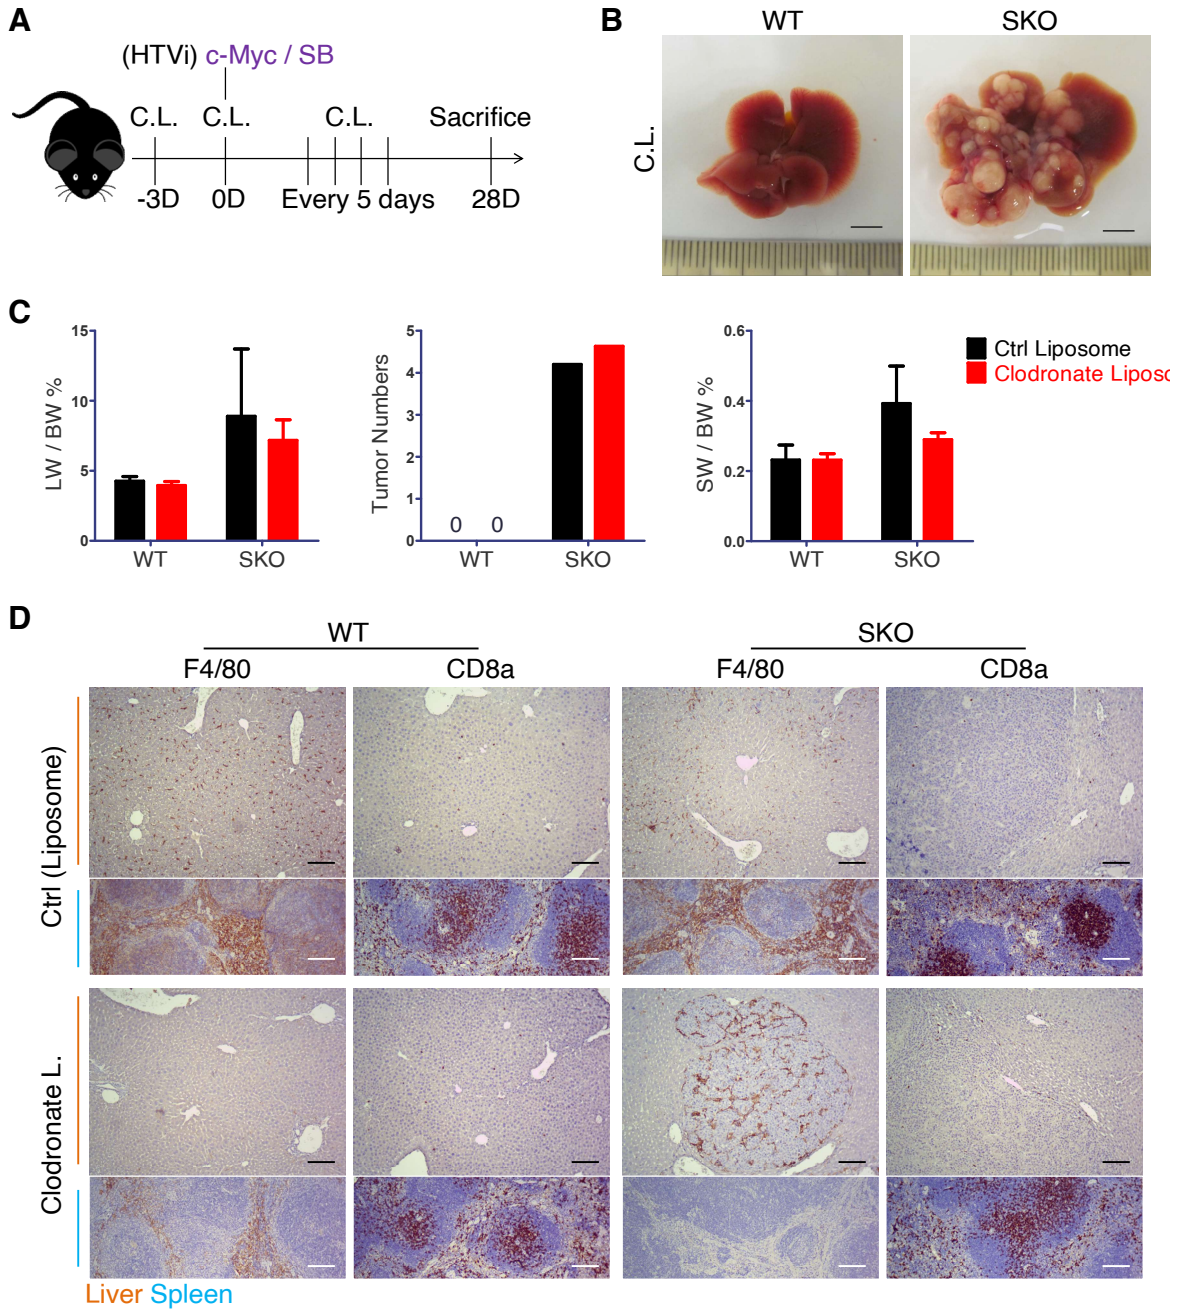 A
(HTVi) c-Myc / SB
C.L. C.L. C.L. Sacrifice
-3D 0D Every 5 days 28D
B
WT SKO
C.L.
C
LW / BW %
15
10
5
0
WT SKO
Tumor Numbers
5
4
3
2
1
0
0 0
WT SKO
SW / BW %
0.6
0.4
0.2
0.0
WT SKO
Ctrl Liposome
Clodronate Liposo
D
WT SKO
F4/80 CD8a F4/80 CD8a
Ctrl (Liposome)
Clodronate L.
Liver Spleen